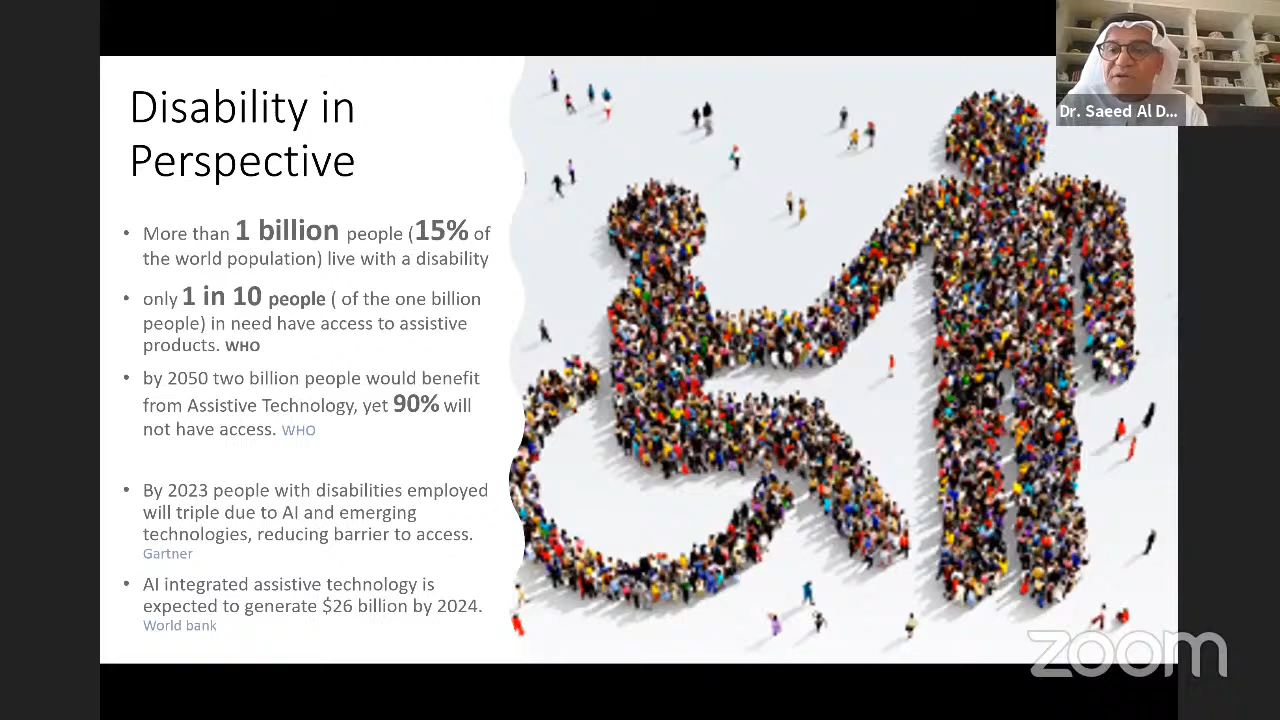 Disability in
Perspective
• More than 1 billion people (15% of
the world population) live with a disability
• only 1 in 10 people ( of the one billion
people) in need have access to assistive
products. WHO
• by 2050 two billion people would benefit
from Assistive Technology, yet 90% will
not have access. WHO
• By 2023 people with disabilities employed
will triple due to AI and emerging
technologies, reducing barrier to access.
Gartner
• AI integrated assistive technology is
expected to generate $26 billion by 2024.
World bank
Dr. Saeed Al D...
zoom